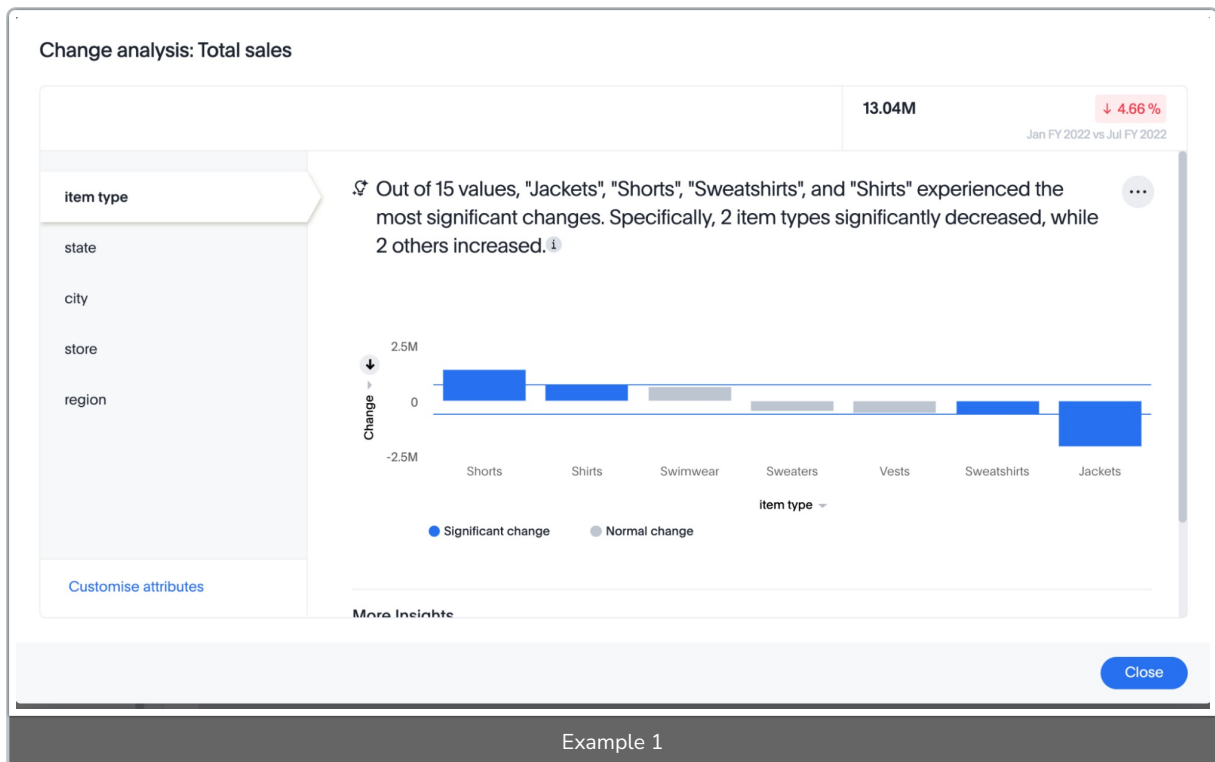 Change analysis: Total sales
13.04M
↓ 4.66 %
Jan FY 2022 vs Jul FY 2022
item type
state
city
store
region
Customise attributes
Out of 15 values, "Jackets", "Shorts", "Sweatshirts", and "Shirts" experienced the
most significant changes. Specifically, 2 item types significantly decreased, while
2 others increased.
i
...
Change
2.5M
0
-2.5M
Shorts Shirts Swimwear Sweaters Vests Sweatshirts Jackets
item type
Significant change Normal change
More Insights
Close
Example 1